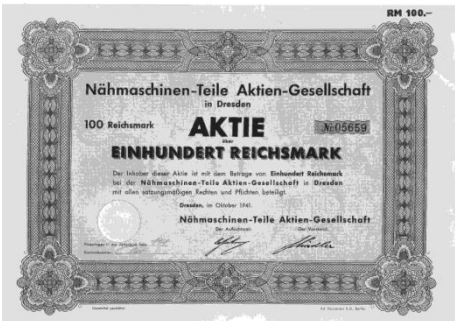 RM 100.—
Nähmaschinen-Teile Aktien-Gesellschaft
in Dresden
100 Reichsmark
AKTIE
№05659
über
EINHUNDERT REICHSMARK
Der Inhaber dieser Aktie ist mit dem Betrage von Einhundert Reichsmark
bei der Nähmaschinen-Teile Aktien-Gesellschaft in Dresden
mit allen satzungsmäßigen Rechten und Pflichten beteiligt.
Dresden, im Oktober 1941.
Nähmaschinen-Teile Aktien-Gesellschaft
Der Aufsichtsrat: Der Vorstand: